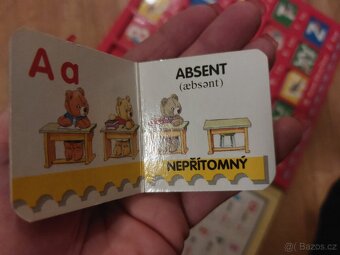 A a
ABSENT
(æbsənt)
NEPŘÍTOMNÝ
Bazos.cz